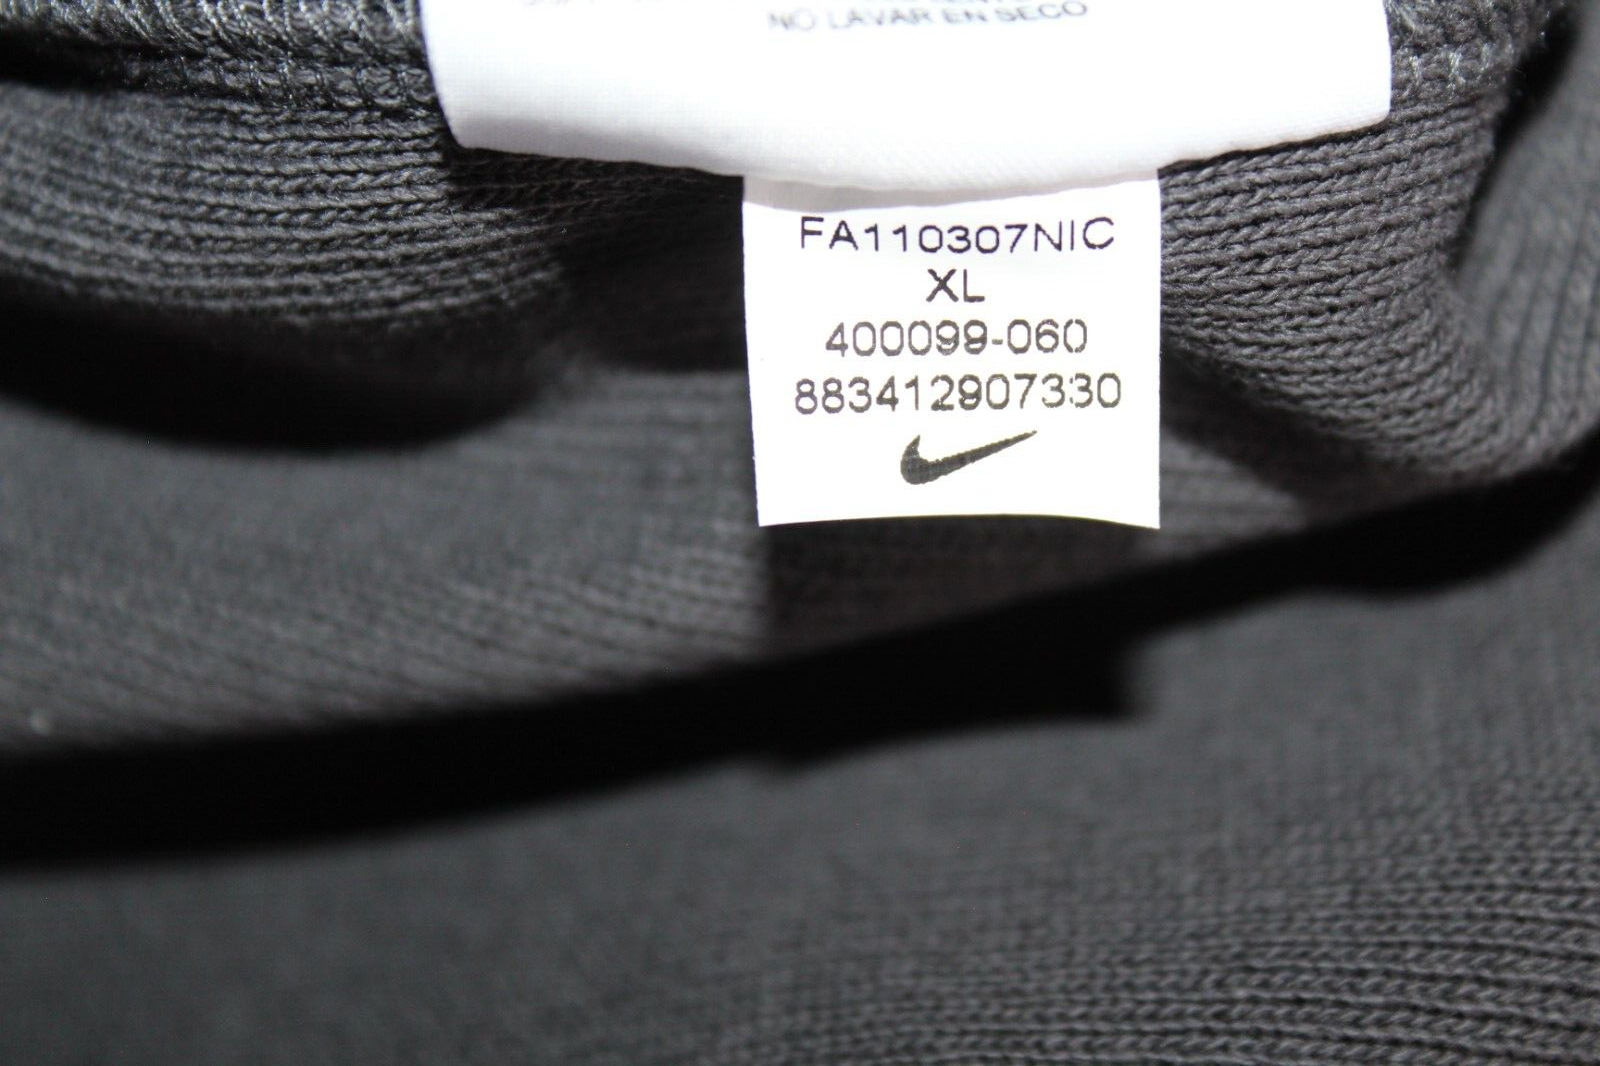 NO LAVAR EN SECO
FA110307NIC
XL
400099-060
883412907330